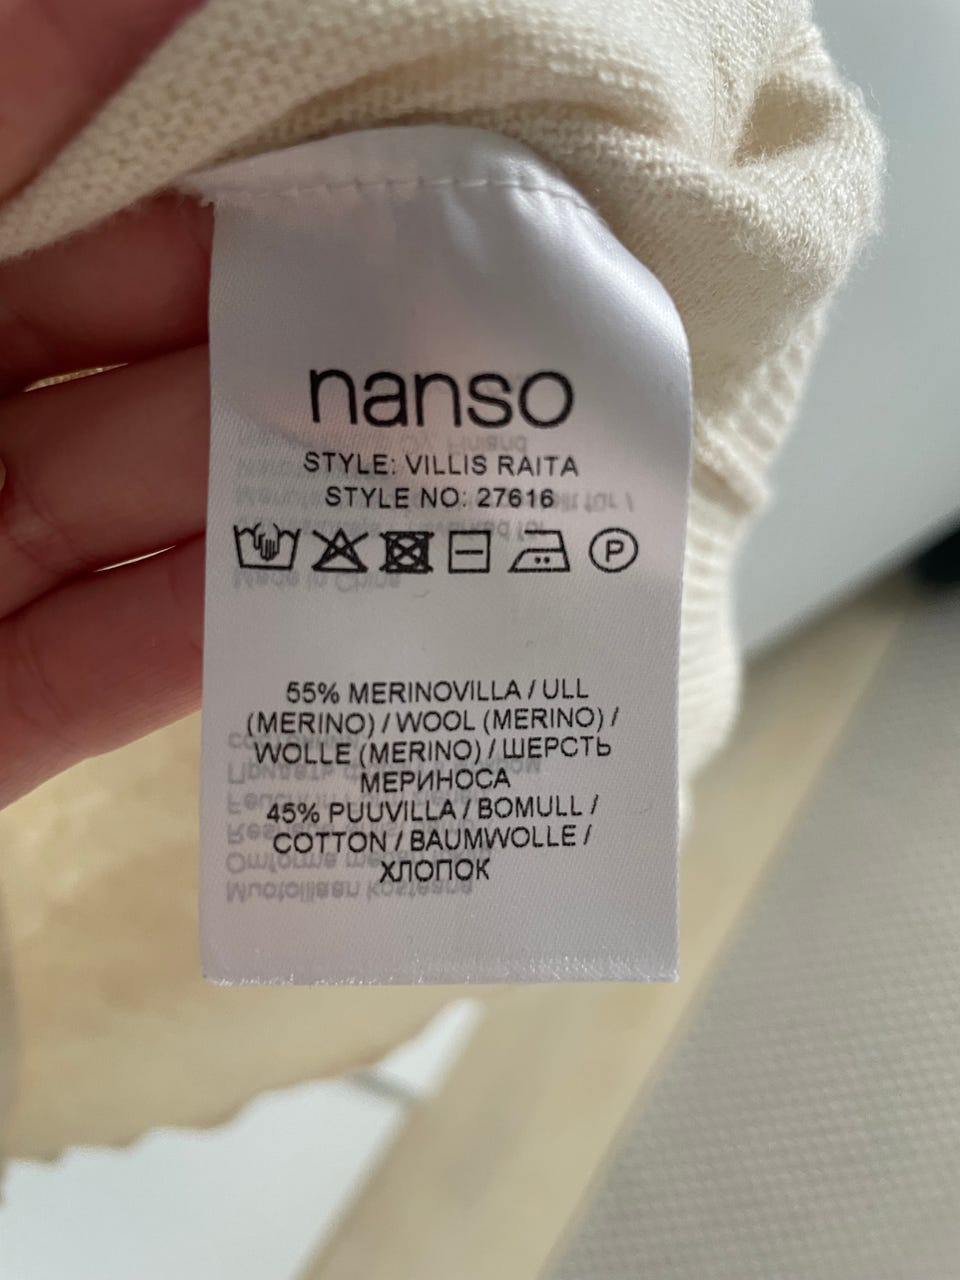 nanso
STYLE: VILLIS RAITA
STYLE NO: 27616
P
55% MERINOVILLA / ULL
(MERINO) / WOOL (MERINO) /
WOLLE (MERINO) / ШЕРСТЬ
МЕРИНОСА
45% PUUVILLA / BOMULL /
COTTON / BAUMWOLLE /
ХЛОПОК